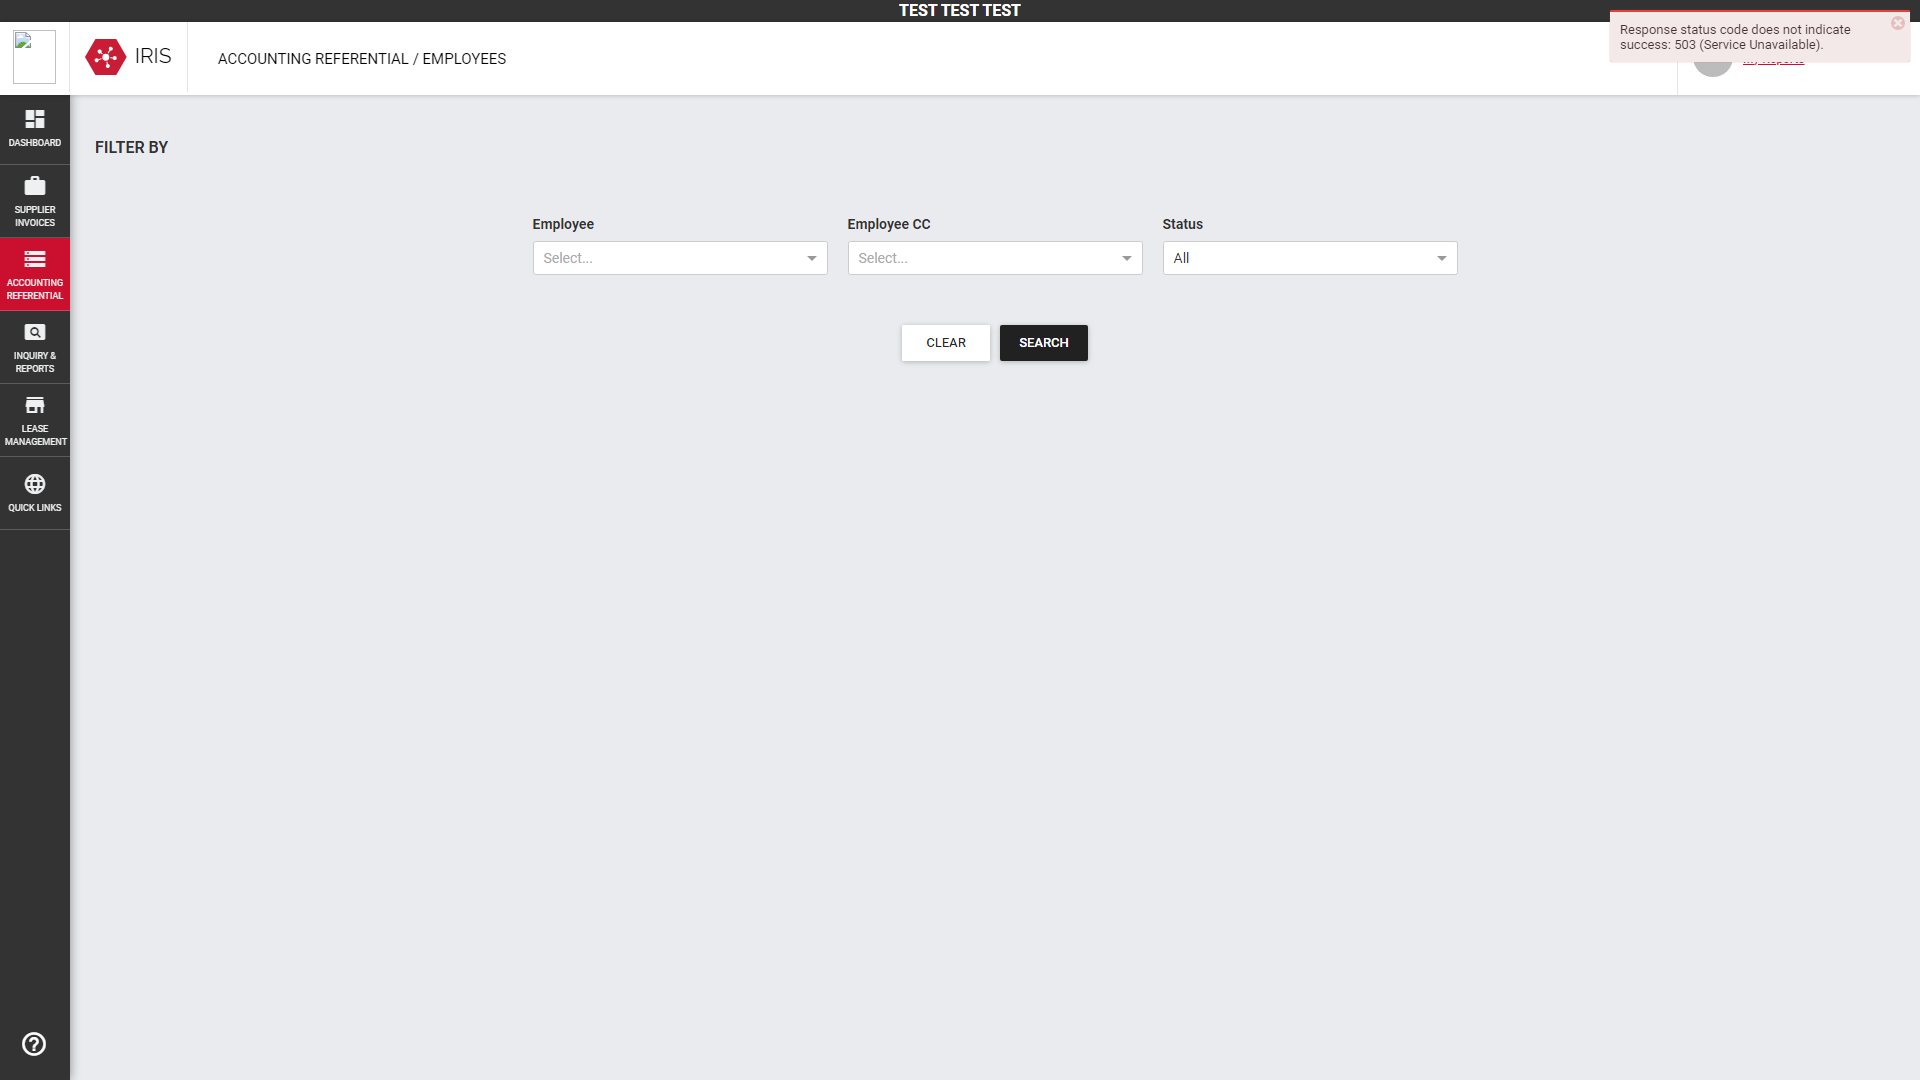 TEST TEST TEST
Response status code does not indicate
success: 503 (Service Unavailable).
IRIS
ACCOUNTING REFERENTIAL / EMPLOYEES
DASHBOARD
SUPPLIER
INVOICES
ACCOUNTING
REFERENTIAL
INQUIRY &
REPORTS
LEASE
MANAGEMENT
QUICK LINKS
FILTER BY
Employee
Employee CC
Status
Select...
Select...
All
CLEAR
SEARCH